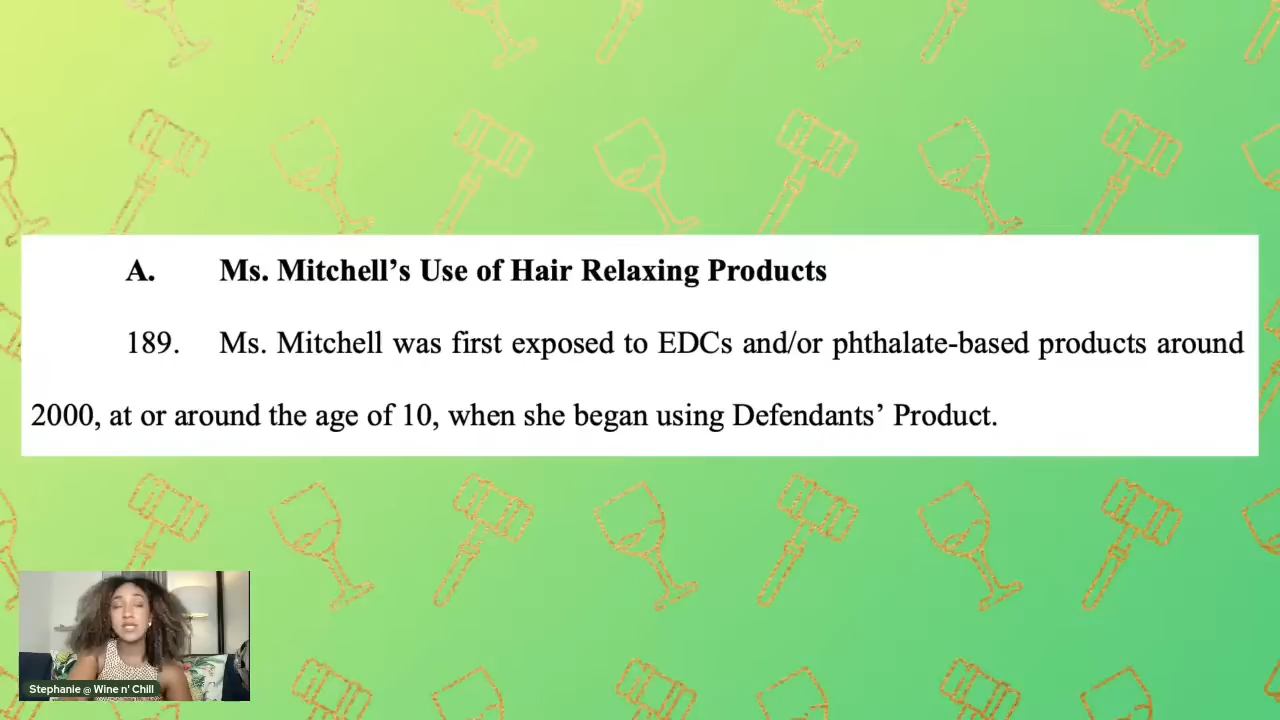 A. Ms. Mitchell’s Use of Hair Relaxing Products
189. Ms. Mitchell was first exposed to EDCs and/or phthalate-based products around
2000, at or around the age of 10, when she began using Defendants’ Product.
Stephanie @ Wine n' Chill